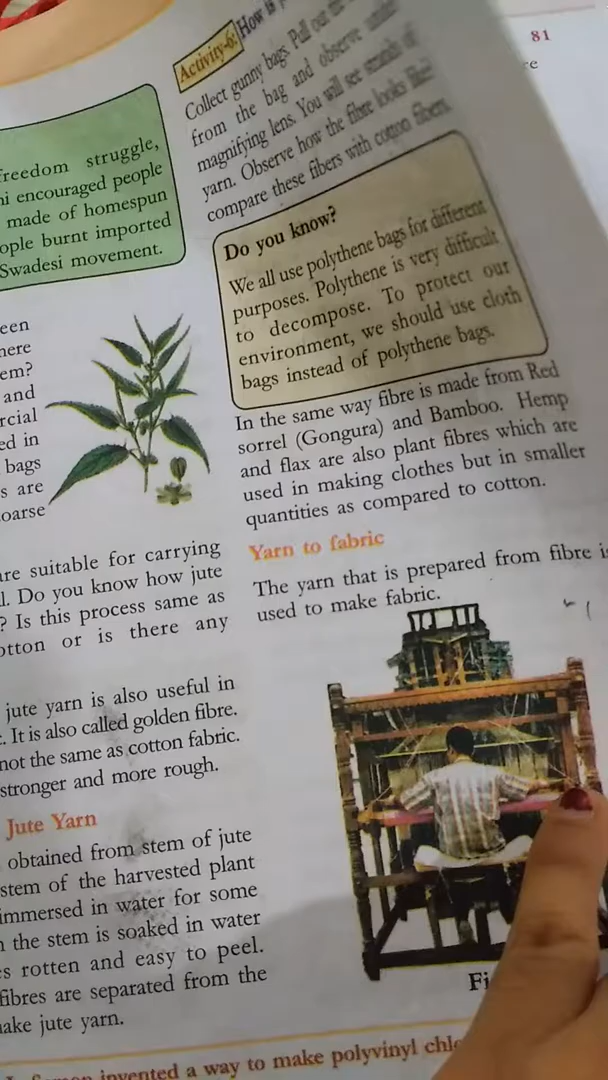 81
freedom struggle,
encouraged people
made of homespun
ople burnt imported
Swadesi movement.
een
here
em?
and
rcial
ed in
bags
s are
oarse
are suitable for carrying
l. Do you know how jute
? Is this process same as
otton or is there any
jute yarn is also useful in
. It is also called golden fibre.
not the same as cotton fabric.
stronger and more rough.
Jute Yarn
obtained from stem of jute
stem of the harvested plant
immersed in water for some
the stem is soaked in water
s rotten and easy to peel.
fibres are separated from the
ake jute yarn.
Activity-6: How is
Collect gunny bags. Pull out the
from the bag and observe under
magnifying lens. You will see strands of
yarn. Observe how the fibre looks like?
compare these fibers with cotton fibers.
Do you know?
We all use polythene bags for different
purposes. Polythene is very difficult
to decompose. To protect our
environment, we should use cloth
bags instead of polythene bags.
In the same way fibre is made from Red
sorrel (Gongura) and Bamboo. Hemp
and flax are also plant fibres which are
used in making clothes but in smaller
quantities as compared to cotton.
Yarn to fabric
The yarn that is prepared from fibre is
used to make fabric.
Fi
invented a way to make polyvinyl chlo